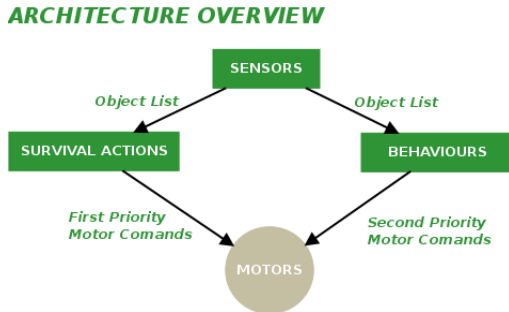 ARCHITECTURE OVERVIEW
SENSORS
Object List
Object List
SURVIVAL ACTIONS
BEHAVIOURS
First Priority
Motor Comands
Second Priority
Motor Comands
MOTORS